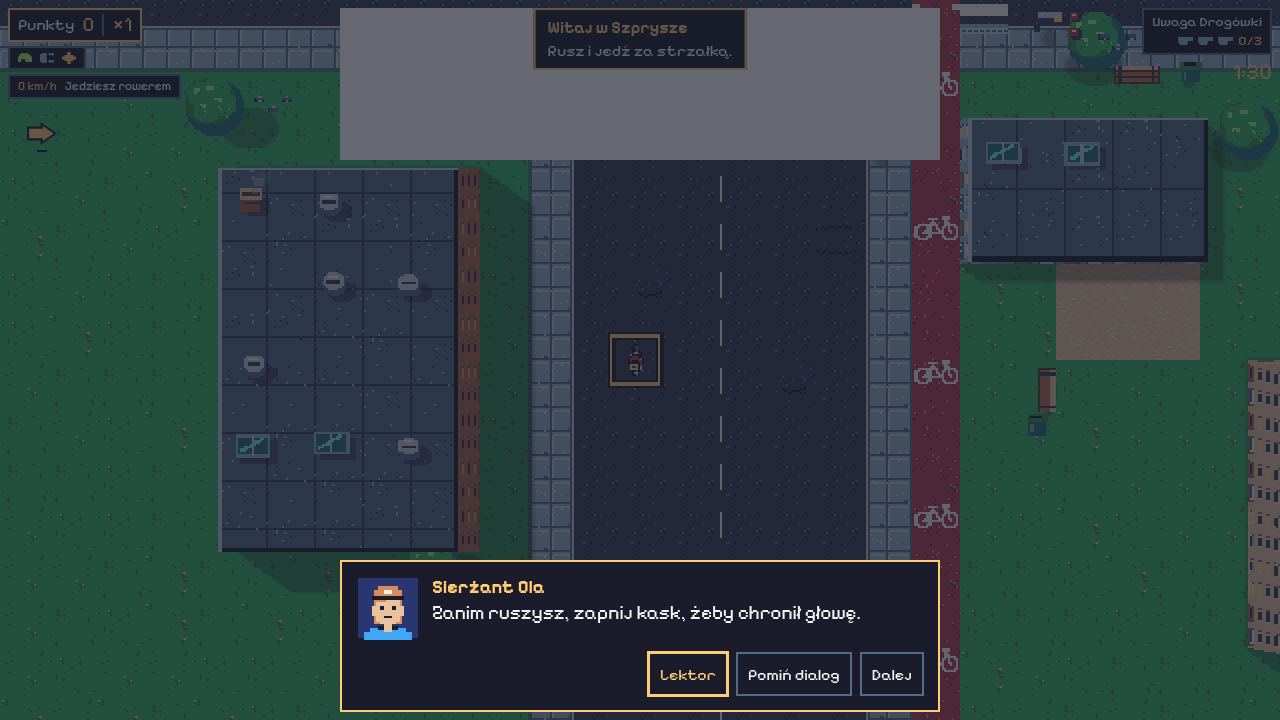 Punkty 0 ×1
Witaj w Szprysze
Rusz i jedź za strzałką.
Uwaga Drogówki
0/3
1:30
0 km/h Jedziesz rowerem
Sierżant Ola
Zanim ruszysz, zapnij kask, żeby chronił głowę.
Lektor Pomiń dialog Dalej